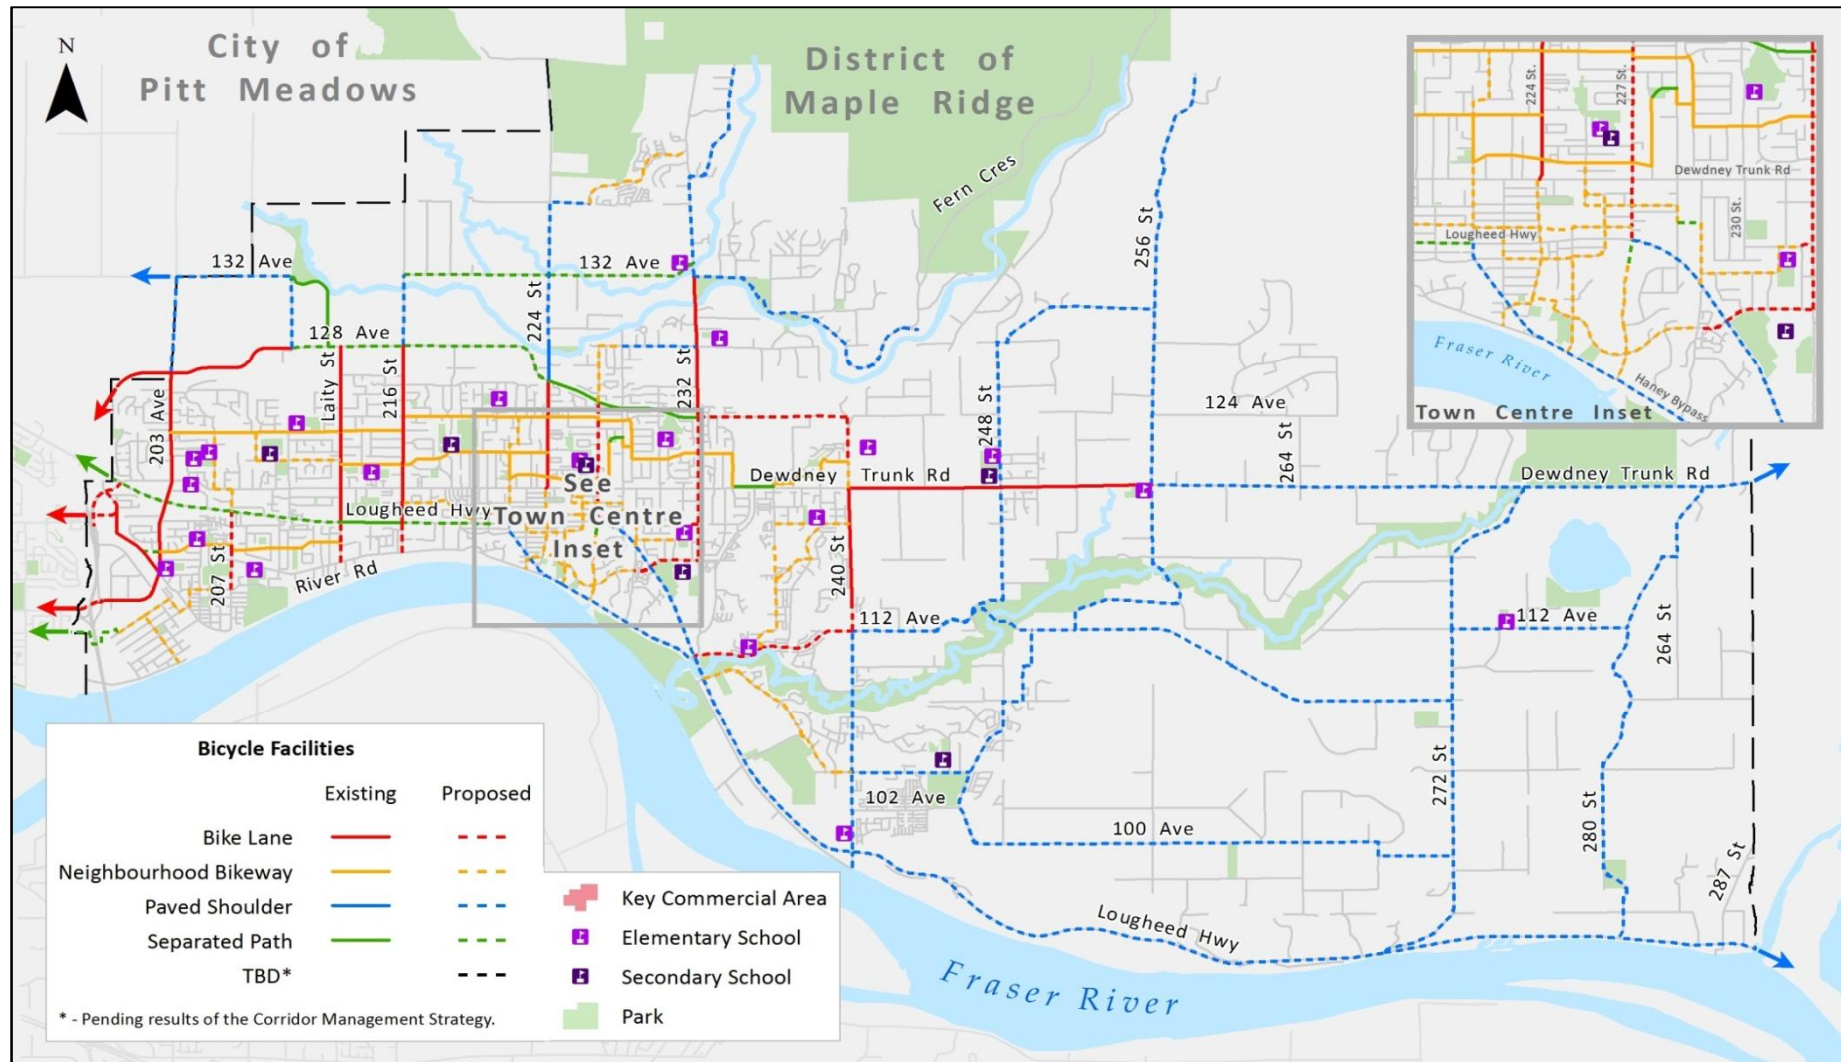 N
City of
Pitt Meadows
District of
Maple Ridge
Fern Cres
256 St
132 Ave
132 Ave
224 St
128 Ave
Laity St
216 St
232 St
203 Ave
248 St
124 Ave
264 St
Dewdney Trunk Rd
Dewdney Trunk Rd
See
Town Centre
Inset
Lougheed Hwy
207 St
River Rd
240 St
112 Ave
112 Ave
264 St
272 St
280 St
287 St
102 Ave
100 Ave
Lougheed Hwy
Fraser River
224 St.
227 St.
Dewdney Trunk Rd
230 St.
Lougheed Hwy
Fraser River
Haney Bypass
Town Centre Inset
Bicycle Facilities
Existing Proposed
Bike Lane
Neighbourhood Bikeway
Paved Shoulder
Separated Path
TBD*
* - Pending results of the Corridor Management Strategy.
Key Commercial Area
Elementary School
Secondary School
Park